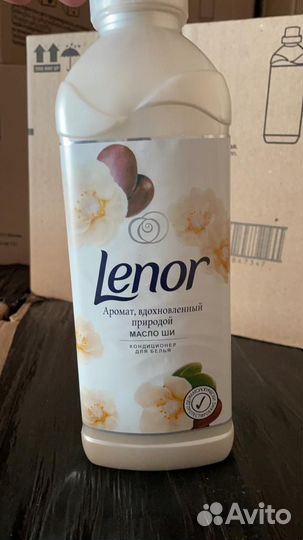 Lenor
Аромат, вдохновленный
природой
МАСЛО ШИ
КОНДИЦИОНЕР
ДЛЯ БЕЛЬЯ
Avito